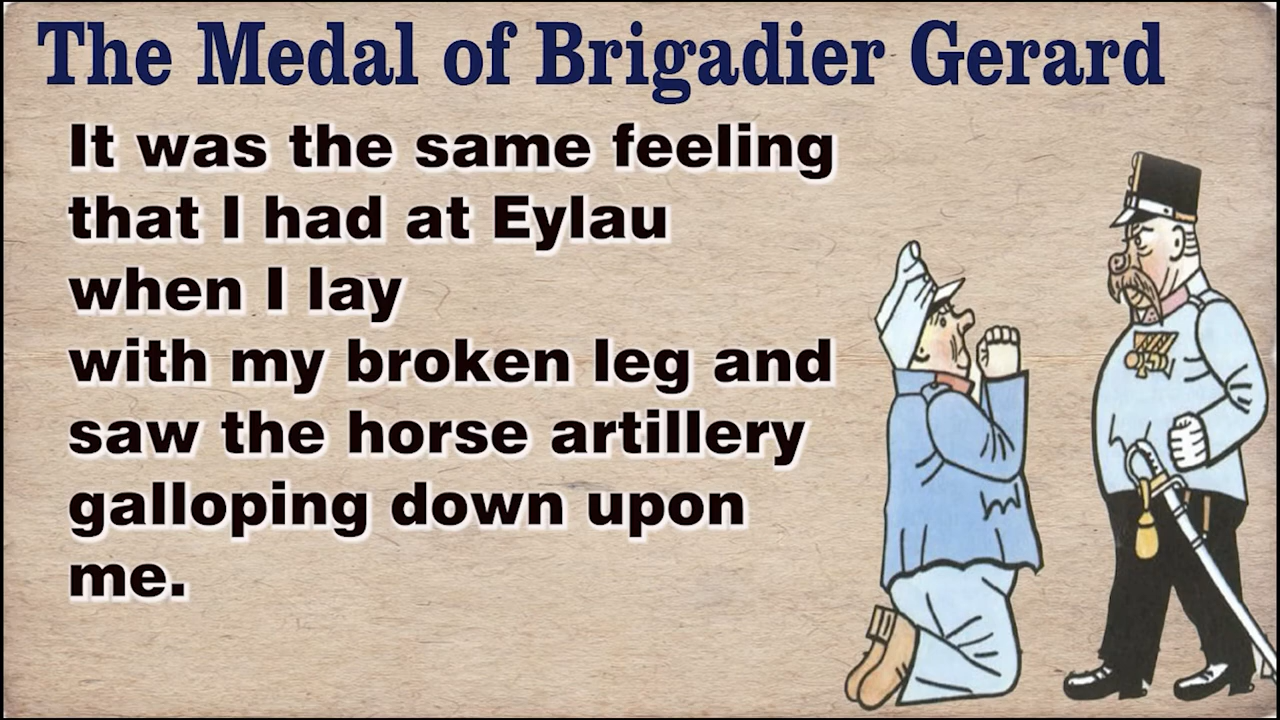 The Medal of Brigadier Gerard
It was the same feeling
that I had at Eylau
when I lay
with my broken leg and
saw the horse artillery
galloping down upon
me.